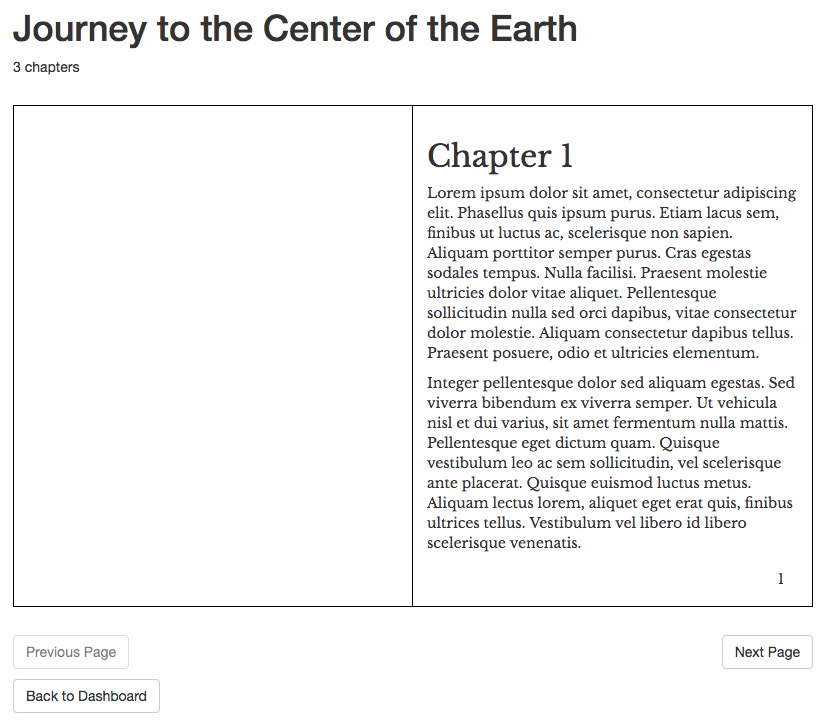 Journey to the Center of the Earth
3 chapters
Chapter 1
Lorem ipsum dolor sit amet, consectetur adipiscing
elit. Phasellus quis ipsum purus. Etiam lacus sem,
finibus ut luctus ac, scelerisque non sapien.
Aliquam porttitor semper purus. Cras egestas
sodales tempus. Nulla facilisi. Praesent molestie
ultricies dolor vitae aliquet. Pellentesque
sollicitudin nulla sed orci dapibus, vitae consectetur
dolor molestie. Aliquam consectetur dapibus tellus.
Praesent posuere, odio et ultricies elementum.
Integer pellentesque dolor sed aliquam egestas. Sed
viverra bibendum ex viverra semper. Ut vehicula
nisl et dui varius, sit amet fermentum nulla mattis.
Pellentesque eget dictum quam. Quisque
vestibulum leo ac sem sollicitudin, vel scelerisque
ante placerat. Quisque euismod luctus metus.
Aliquam lectus lorem, aliquet eget erat quis, finibus
ultrices tellus. Vestibulum vel libero id libero
scelerisque venenatis.
1
Previous Page
Next Page
Back to Dashboard